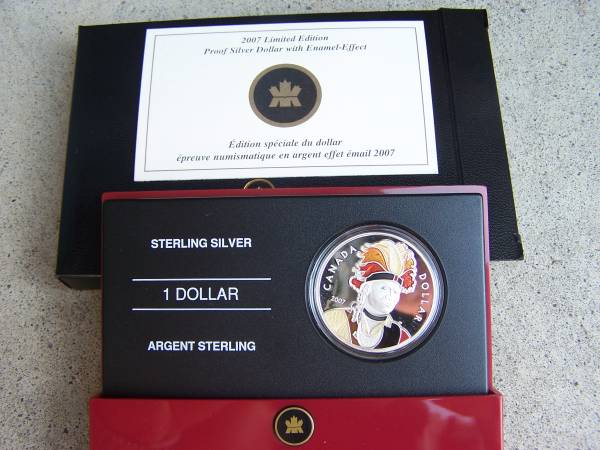 2007 Limited Edition
Proof Silver Dollar with Enamel-Effect
Édition spéciale du dollar
épreuve numismatique en argent effet émail 2007
STERLING SILVER
1 DOLLAR
ARGENT STERLING
CANADA
DOLLAR
2007